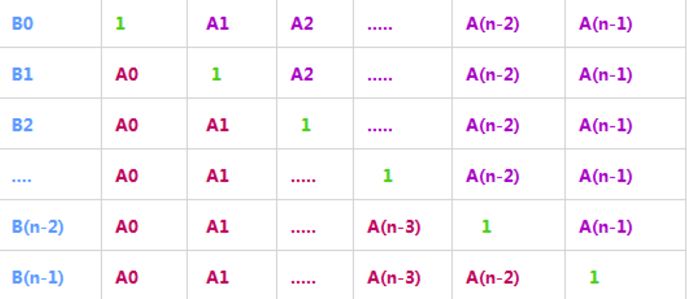 B0 1 A1 A2 ..... A(n-2) A(n-1)
B1 A0 1 A2 ..... A(n-2) A(n-1)
B2 A0 A1 1 ..... A(n-2) A(n-1)
.... A0 A1 ..... 1 A(n-2) A(n-1)
B(n-2) A0 A1 ..... A(n-3) 1 A(n-1)
B(n-1) A0 A1 ..... A(n-3) A(n-2) 1